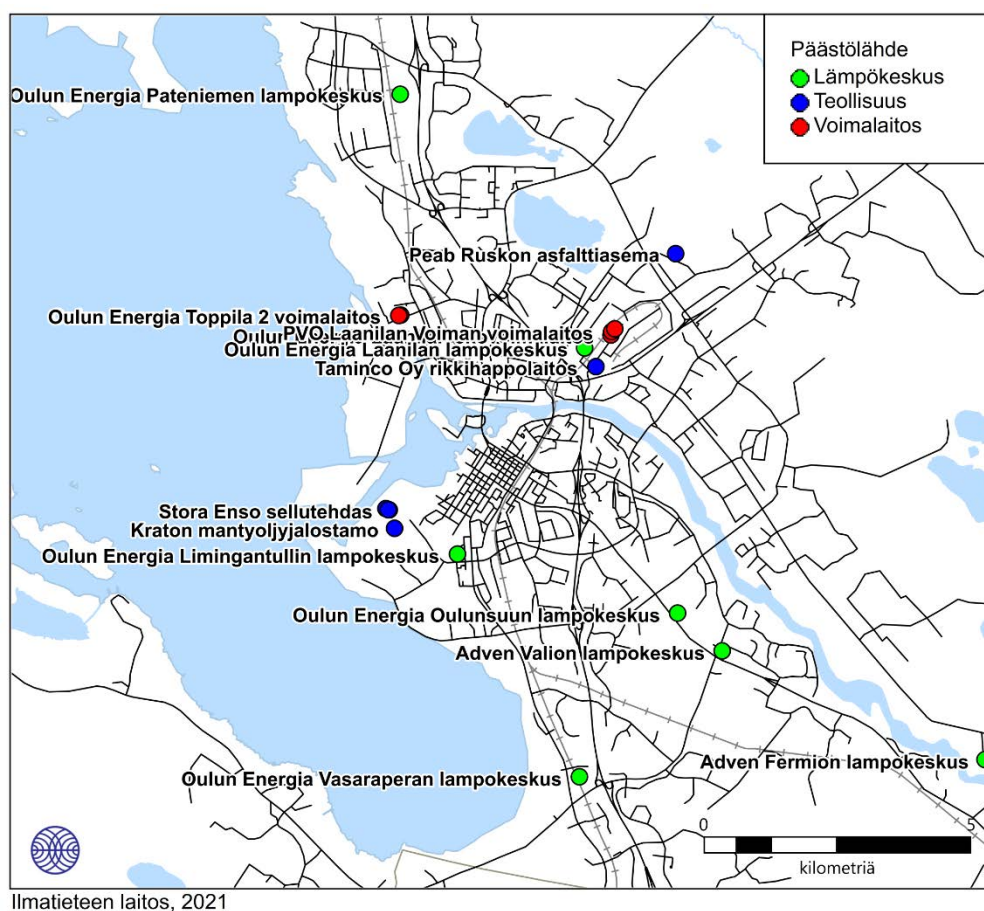 Päästölähde
Lämpökeskus
Teollisuus
Voimalaitos
Oulun Energia Pateniemen lampokeskus
Peab Ruskon asfalttiasema
Oulun Energia Toppila 2 voimalaitos
PVO Laanilan Voiman voimalaitos
Oulun
Oulun Energia Laanilan lampokeskus
Taminco Oy rikkihappolaitos
Stora Enso sellutehdas
Kraton mantyoljyjalostamo
Oulun Energia Limingantullin lampokeskus
Oulun Energia Oulunsuun lampokeskus
Adven Valion lampokeskus
Adven Fermion lampokeskus
Oulun Energia Vasaraperan lampokeskus
0 5
kilometriä
Ilmatieteen laitos, 2021